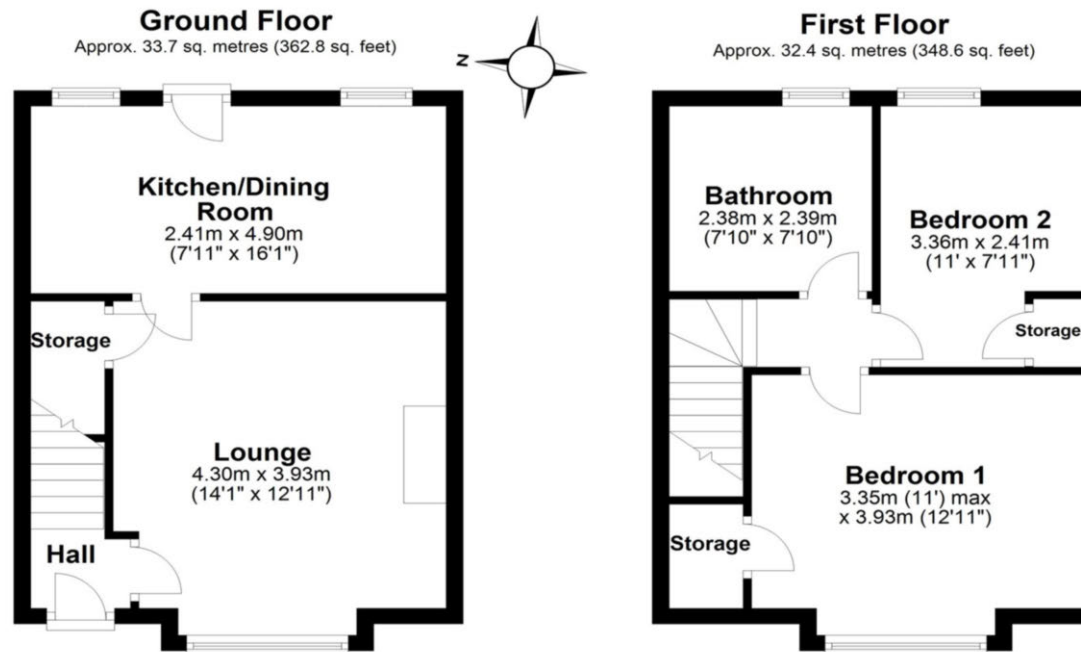 Ground Floor
Approx. 33.7 sq. metres (362.8 sq. feet)
N
Kitchen/Dining
Room
2.41m x 4.90m
(7'11" x 16'1")
Storage
Lounge
4.30m x 3.93m
(14'1" x 12'11")
Hall
First Floor
Approx. 32.4 sq. metres (348.6 sq. feet)
Bathroom
2.38m x 2.39m
(7'10" x 7'10")
Bedroom 2
3.36m x 2.41m
(11' x 7'11")
Storage
Bedroom 1
3.35m (11') max
x 3.93m (12'11")
Storage